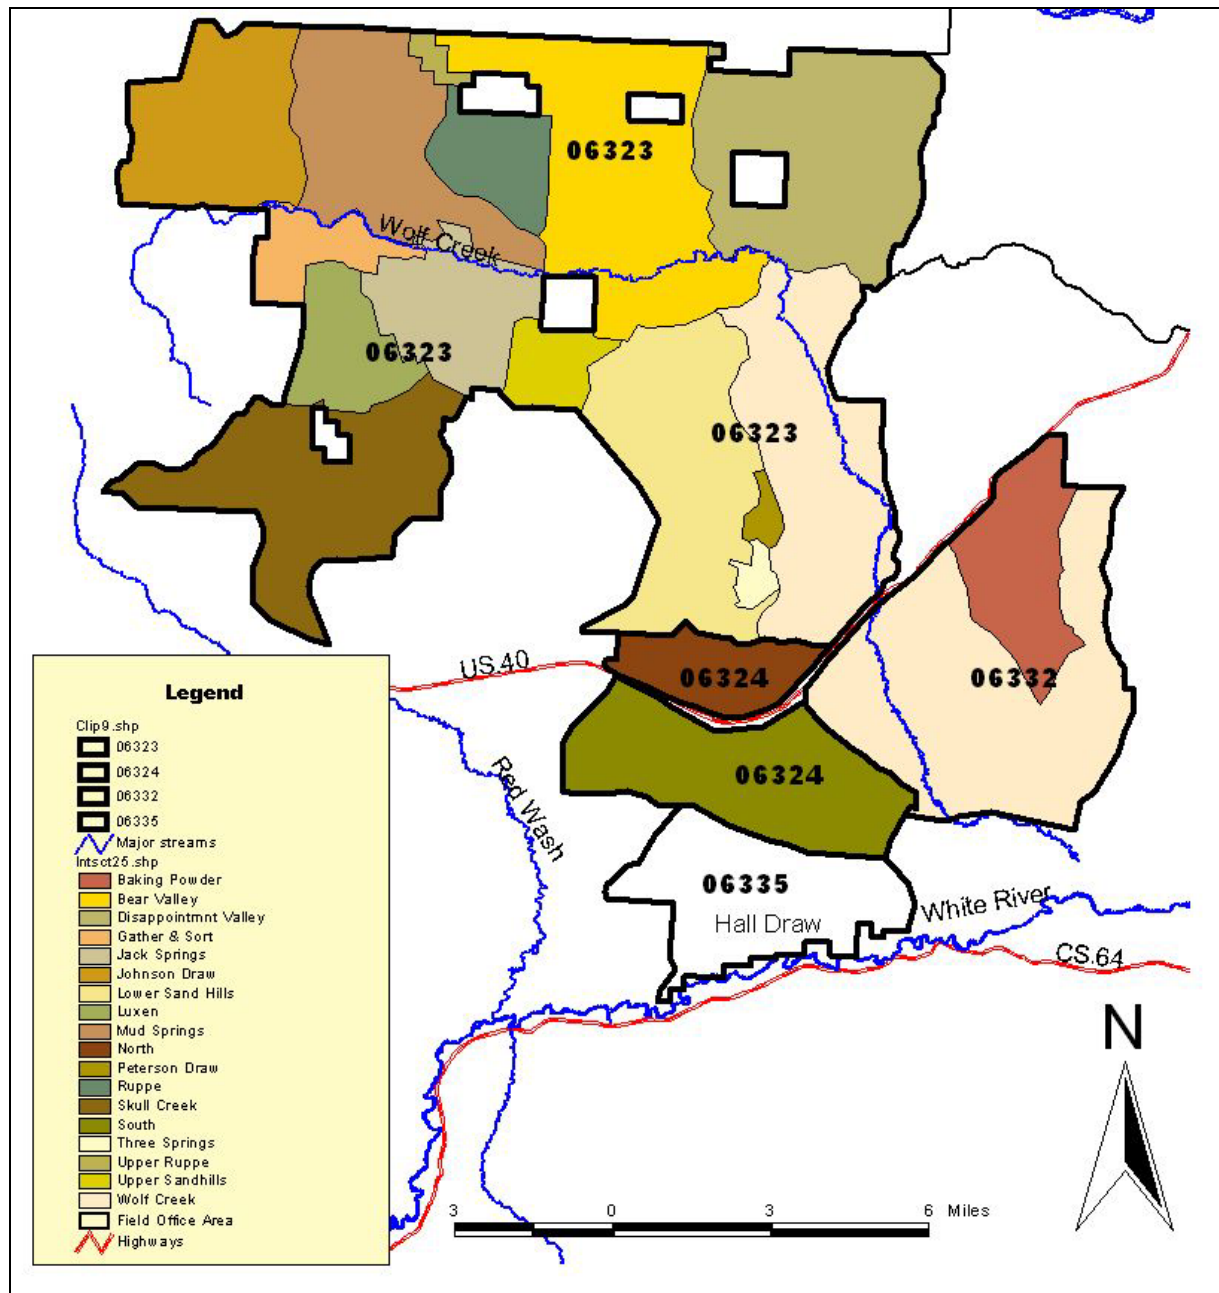 06323
Wolf Creek
06323
06323
US.40
06324
06332
06324
Red Wash
06335
Hall Draw
White River
CS.64
N
3 0 3 6 Miles
Legend
Clip9.shp
06323
06324
06332
06335
Major streams
Intsct25.shp
Baking Powder
Bear Valley
Disappointmnt Valley
Gather & Sort
Jack Springs
Johnson Draw
Lower Sand Hills
Luxen
Mud Springs
North
Peterson Draw
Ruppe
Skull Creek
South
Three Springs
Upper Ruppe
Upper Sandhills
Wolf Creek
Field Office Area
Highways